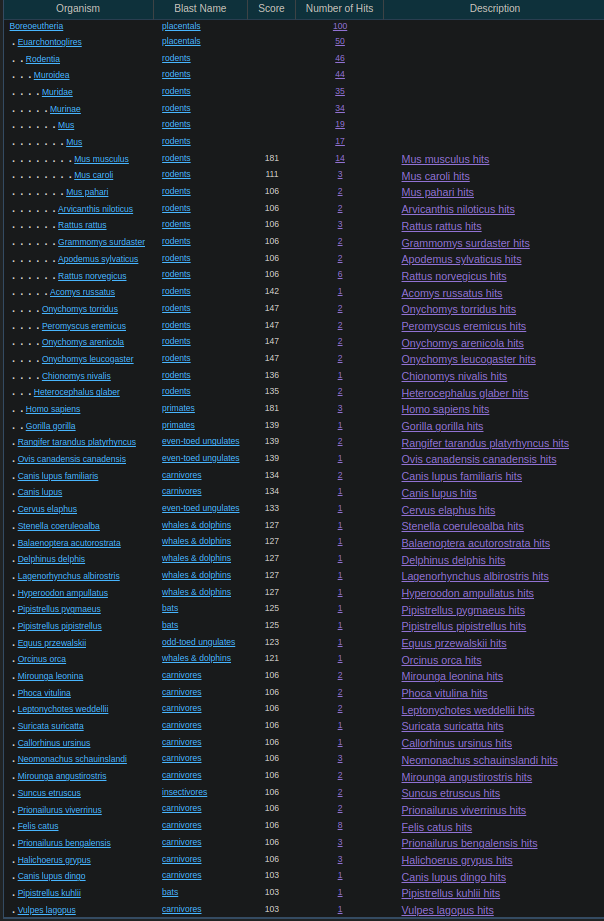 Organism Blast Name Score Number of Hits Description
Boreoeutheria placentals 100
. Euarchontoglires placentals 50
. . Rodentia rodents 46
. . . Muroidea rodents 44
. . . . Muridae rodents 35
. . . . . Murinae rodents 34
. . . . . . Mus rodents 19
. . . . . . . Mus rodents 17
. . . . . . . . Mus musculus rodents 181 14 Mus musculus hits
. . . . . . . . Mus caroli rodents 111 3 Mus caroli hits
. . . . . . . Mus pahari rodents 106 2 Mus pahari hits
. . . . . . Arvicanthis niloticus rodents 106 2 Arvicanthis niloticus hits
. . . . . . Rattus rattus rodents 106 3 Rattus rattus hits
. . . . . . Grammomys surdaster rodents 106 2 Grammomys surdaster hits
. . . . . . Apodemus sylvaticus rodents 106 2 Apodemus sylvaticus hits
. . . . . . Rattus norvegicus rodents 106 6 Rattus norvegicus hits
. . . . . Acomys russatus rodents 142 1 Acomys russatus hits
. . . . Onychomys torridus rodents 147 2 Onychomys torridus hits
. . . . Peromyscus eremicus rodents 147 2 Peromyscus eremicus hits
. . . . Onychomys arenicola rodents 147 2 Onychomys arenicola hits
. . . . Onychomys leucogaster rodents 147 2 Onychomys leucogaster hits
. . . . Chionomys nivalis rodents 136 1 Chionomys nivalis hits
. . . Heterocephalus glaber rodents 135 2 Heterocephalus glaber hits
. . Homo sapiens primates 181 3 Homo sapiens hits
. . Gorilla gorilla primates 139 1 Gorilla gorilla hits
. Rangifer tarandus platyrhyncus even-toed ungulates 139 2 Rangifer tarandus platyrhyncus hits
. Ovis canadensis canadensis even-toed ungulates 139 1 Ovis canadensis canadensis hits
. Canis lupus familiaris carnivores 134 2 Canis lupus familiaris hits
. Canis lupus carnivores 134 1 Canis lupus hits
. Cervus elaphus even-toed ungulates 133 1 Cervus elaphus hits
. Stenella coeruleoalba whales & dolphins 127 1 Stenella coeruleoalba hits
. Balaenoptera acutorostrata whales & dolphins 127 1 Balaenoptera acutorostrata hits
. Delphinus delphis whales & dolphins 127 1 Delphinus delphis hits
. Lagenorhynchus albirostris whales & dolphins 127 1 Lagenorhynchus albirostris hits
. Hyperoodon ampullatus whales & dolphins 127 1 Hyperoodon ampullatus hits
. Pipistrellus pygmaeus bats 125 1 Pipistrellus pygmaeus hits
. Pipistrellus pipistrellus bats 125 1 Pipistrellus pipistrellus hits
. Equus przewalskii odd-toed ungulates 123 1 Equus przewalskii hits
. Orcinus orca whales & dolphins 121 1 Orcinus orca hits
. Mirounga leonina carnivores 106 2 Mirounga leonina hits
. Phoca vitulina carnivores 106 2 Phoca vitulina hits
. Leptonychotes weddellii carnivores 106 2 Leptonychotes weddellii hits
. Suricata suricatta carnivores 106 1 Suricata suricatta hits
. Callorhinus ursinus carnivores 106 1 Callorhinus ursinus hits
. Neomonachus schauinslandi carnivores 106 3 Neomonachus schauinslandi hits
. Mirounga angustirostris carnivores 106 2 Mirounga angustirostris hits
. Suncus etruscus insectivores 106 2 Suncus etruscus hits
. Prionailurus viverrinus carnivores 106 2 Prionailurus viverrinus hits
. Felis catus carnivores 106 8 Felis catus hits
. Prionailurus bengalensis carnivores 106 3 Prionailurus bengalensis hits
. Halichoerus grypus carnivores 106 3 Halichoerus grypus hits
. Canis lupus dingo carnivores 103 1 Canis lupus dingo hits
. Pipistrellus kuhlii bats 103 1 Pipistrellus kuhlii hits
. Vulpes lagopus carnivores 103 1 Vulpes lagopus hits